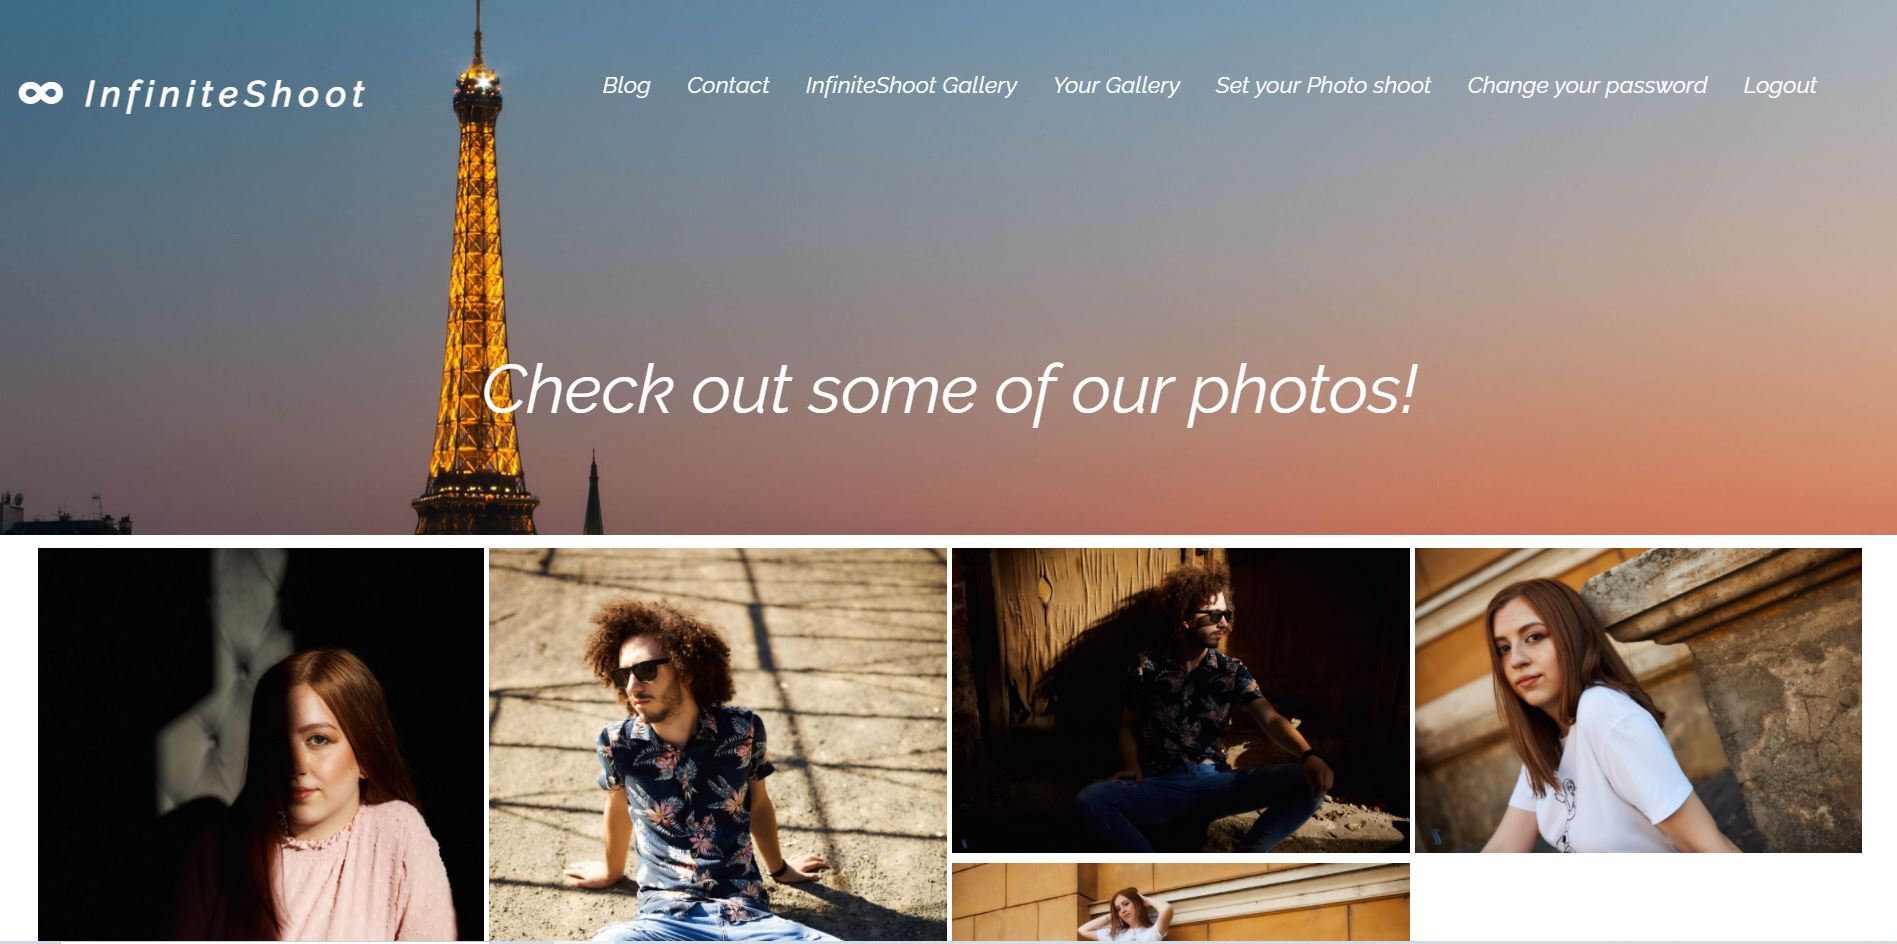 InfiniteShoot
Blog Contact InfiniteShoot Gallery Your Gallery Set your Photo shoot Change your password Logout
Check out some of our photos!